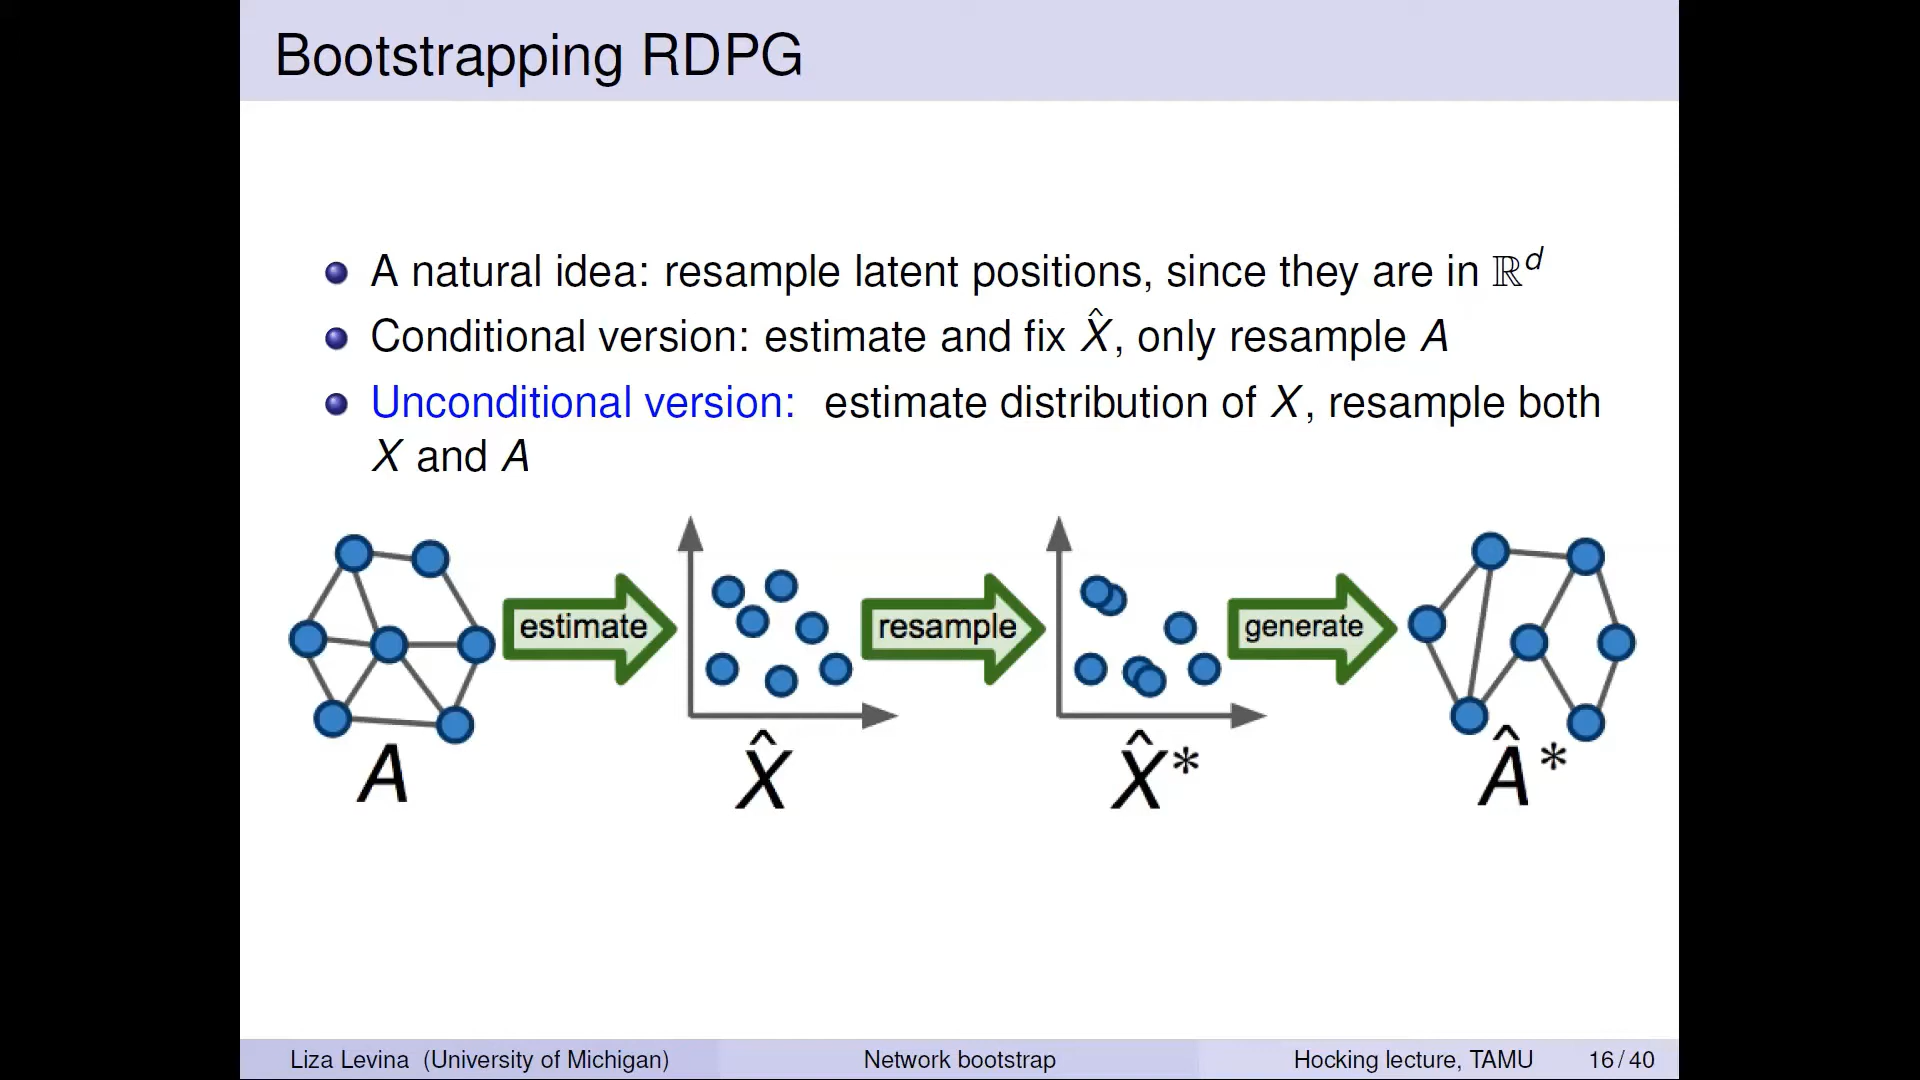 Bootstrapping RDPG
A natural idea: resample latent positions, since they are in ℝᵈ
Conditional version: estimate and fix X̂, only resample A
Unconditional version: estimate distribution of X, resample both
X and A
estimate
resample
generate
A
X̂
X̂*
Â*
Liza Levina (University of Michigan)
Network bootstrap
Hocking lecture, TAMU
16 / 40